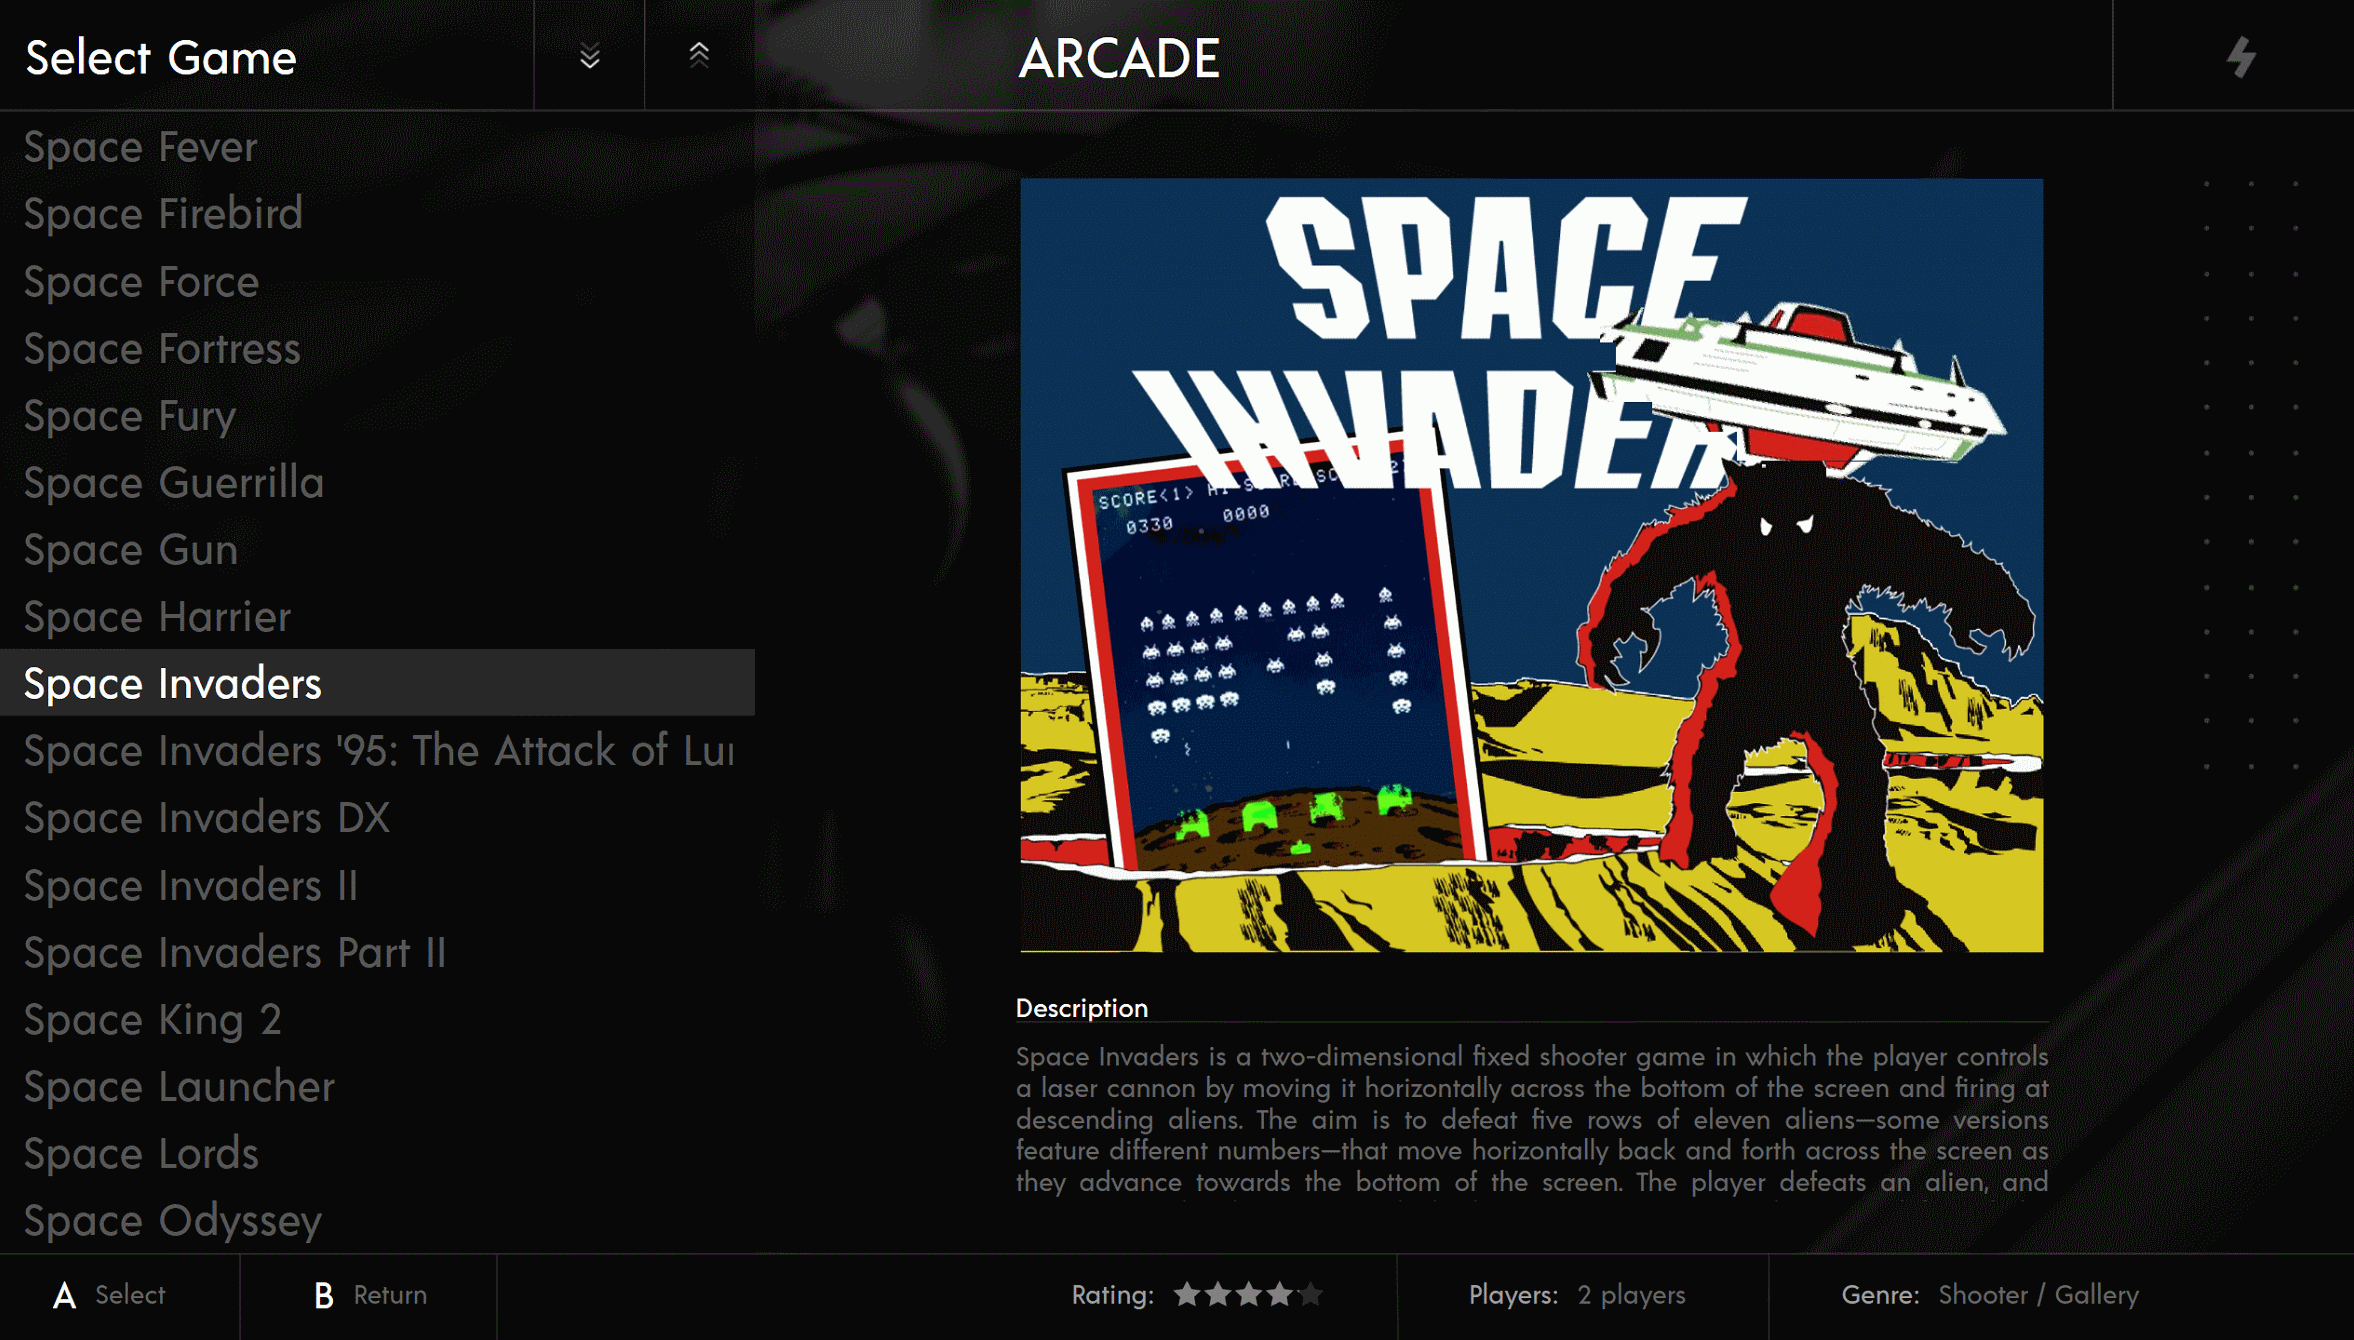 Select Game
ARCADE
Space Fever
Space Firebird
Space Force
Space Fortress
Space Fury
Space Guerrilla
Space Gun
Space Harrier
Space Invaders
Space Invaders '95: The Attack of
Space Invaders DX
Space Invaders II
Space Invaders Part II
Space King 2
Space Launcher
Space Lords
Space Odyssey
SPACE
INVADER
SCORE<1> HI-SCORE SC
0330 0000
Description
Space Invaders is a two-dimensional fixed shooter game in which the player controls
a laser cannon by moving it horizontally across the bottom of the screen and firing at
descending aliens. The aim is to defeat five rows of eleven aliens—some versions
feature different numbers—that move horizontally back and forth across the screen as
they advance towards the bottom of the screen. The player defeats an alien, and
A Select
B Return
Rating:
Players: 2 players
Genre: Shooter / Gallery